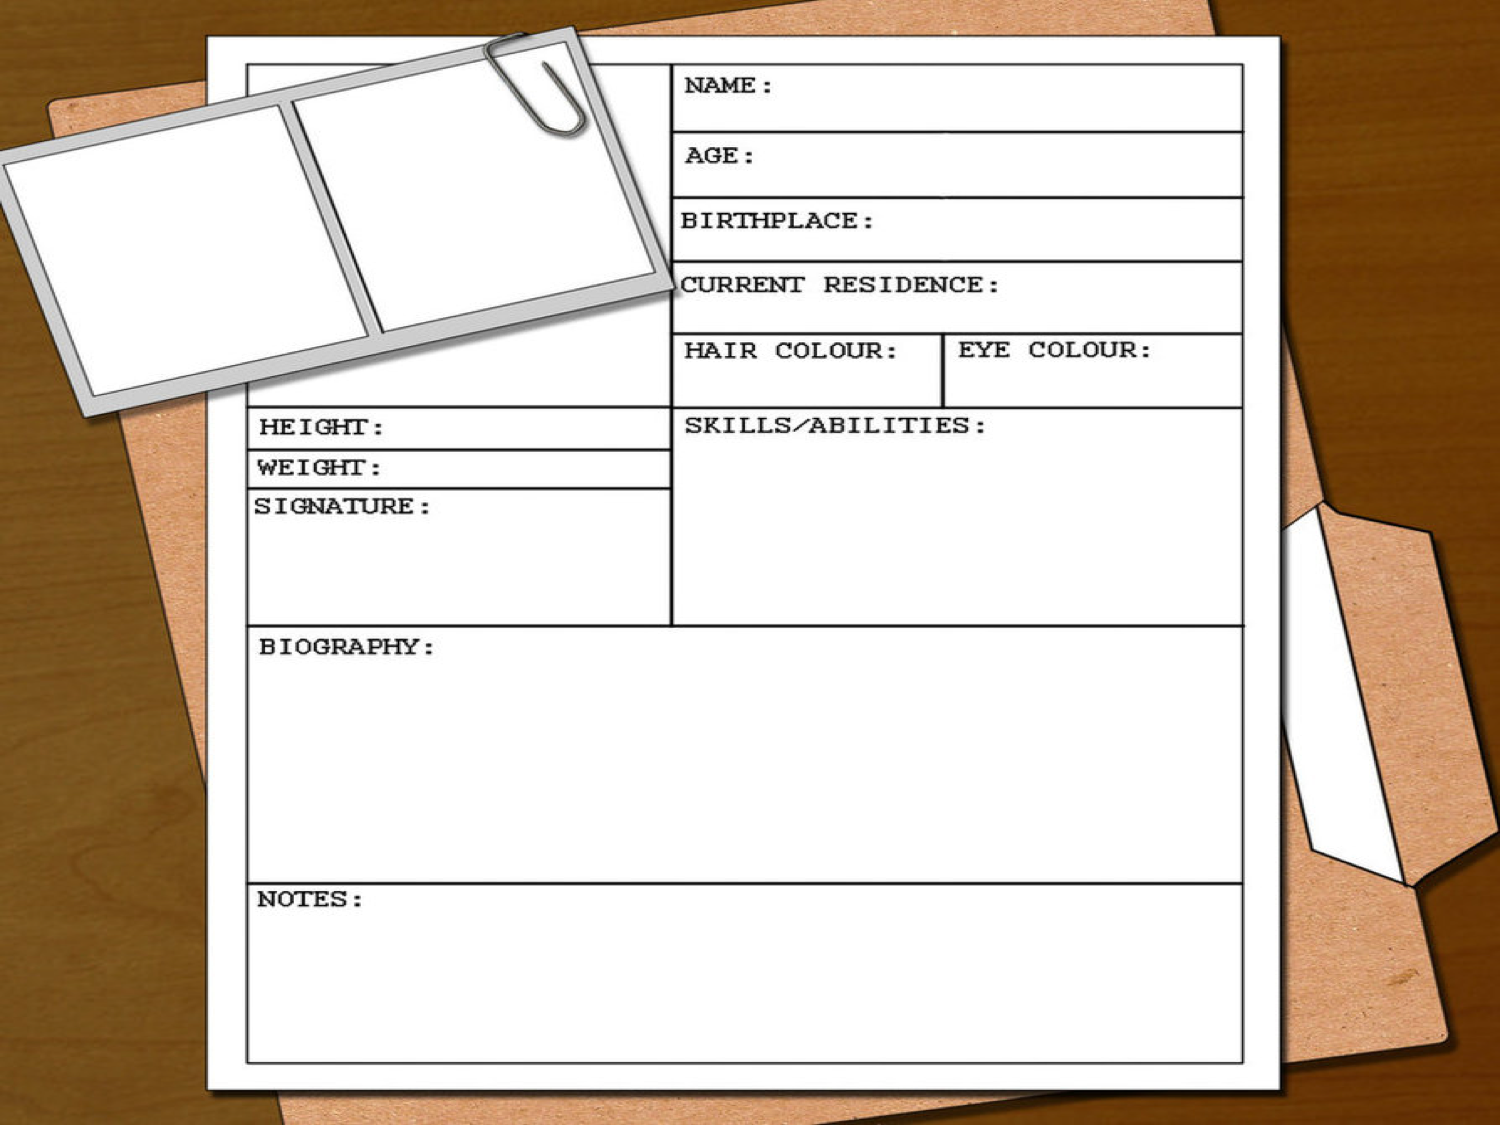 NAME:
AGE:
BIRTHPLACE:
CURRENT RESIDENCE:
HAIR COLOUR:
EYE COLOUR:
HEIGHT:
WEIGHT:
SIGNATURE:
SKILLS/ABILITIES:
BIOGRAPHY:
NOTES: